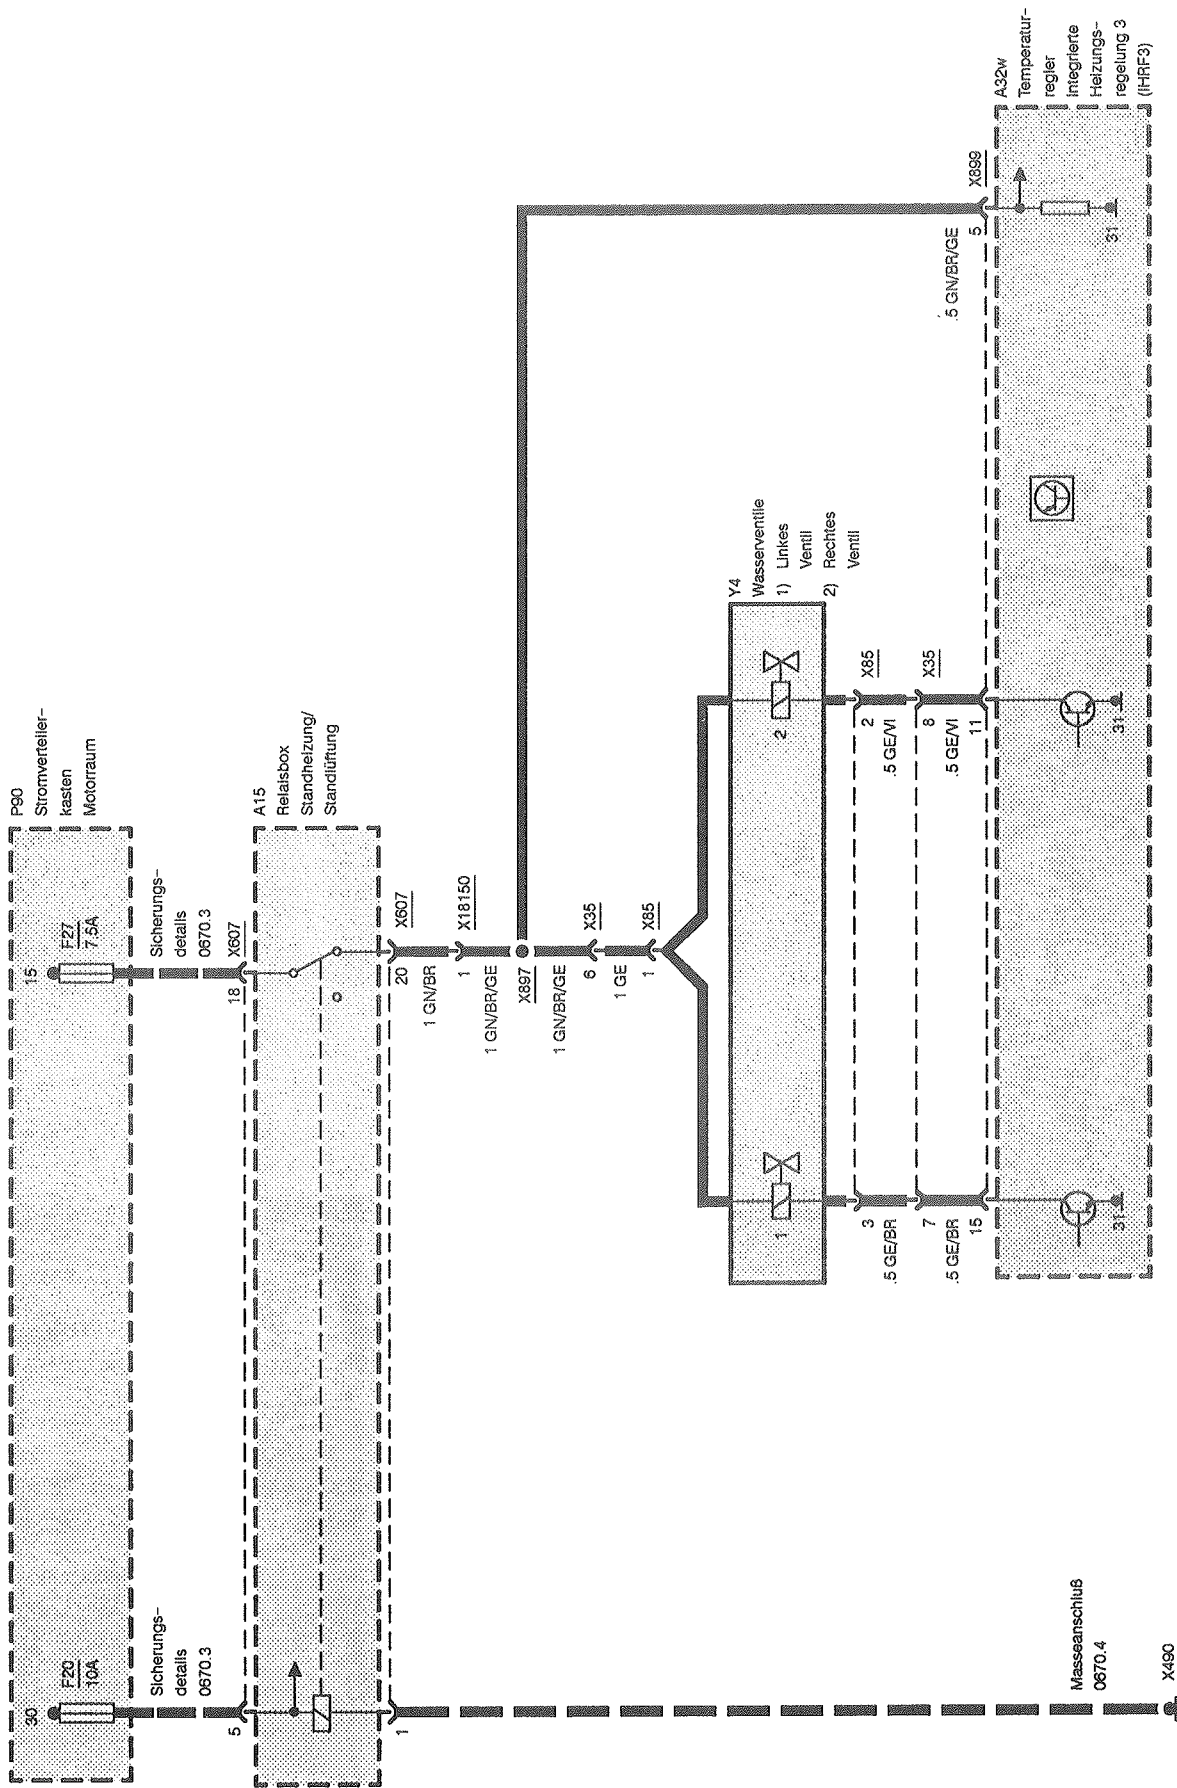 P90
Stromverteiler-
kasten
Motorraum
30
F20
10A
15
F27
7.5A
Sicherungs-
details
0670.3
Sicherungs-
details
0670.3
5
18
X607
A15
Relaisbox
Standheizung/
Standlüftung
1
20
X607
1 GN/BR
1
X18150
1 GN/BR/GE
X897
1 GN/BR/GE
6
X35
1 GE
1
X85
Y4
Wasserventile
1) Linkes
Ventil
2) Rechtes
Ventil
1
2
3
2
X85
.5 GE/BR
.5 GE/VI
7
8
X35
.5 GE/BR
.5 GE/VI
.5 GN/BR/GE
15
11
5
X899
A32w
Temperatur-
regler
Integrierte
Heizungs-
regelung 3
(IHRF3)
31
31
31
Masseanschluß
0670.4
X490